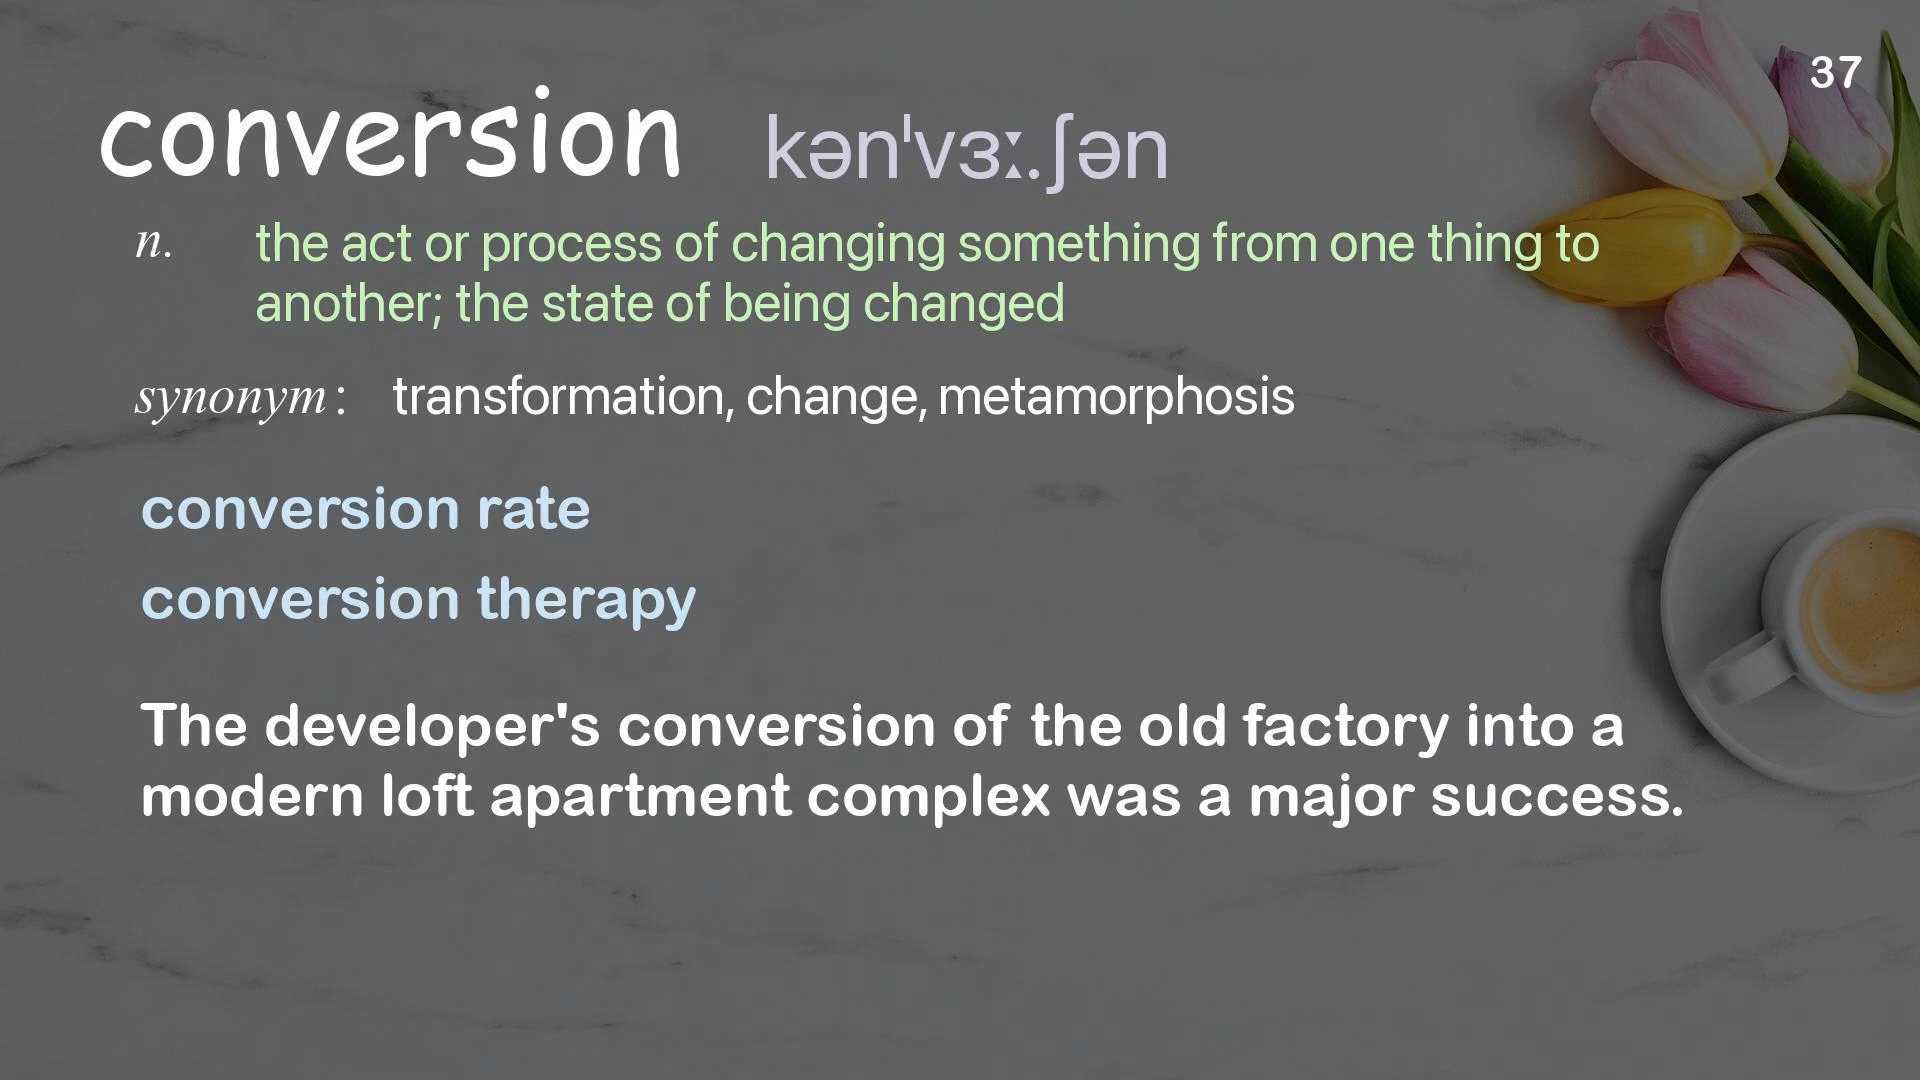 37
conversion kənˈvɜː.ʃən
n. the act or process of changing something from one thing to
another; the state of being changed
synonym: transformation, change, metamorphosis
conversion rate
conversion therapy
The developer's conversion of the old factory into a
modern loft apartment complex was a major success.